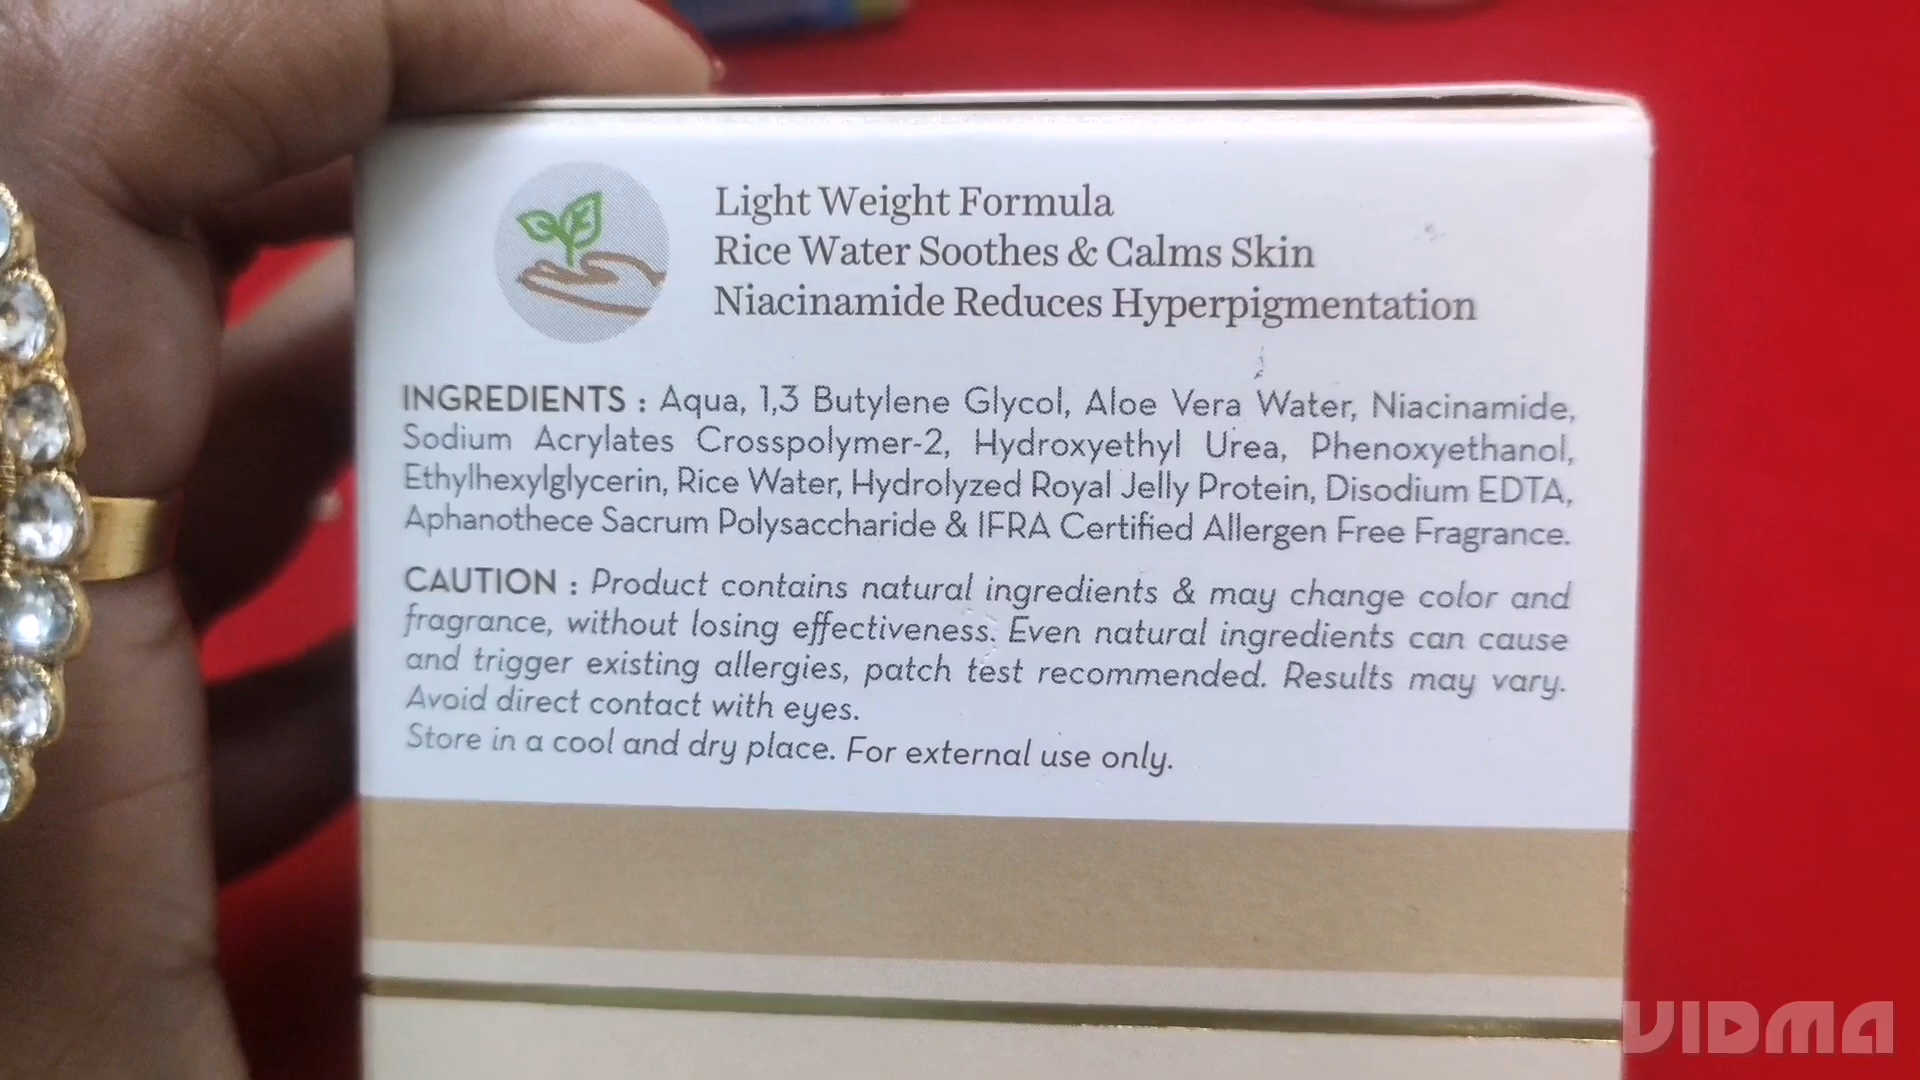 Light Weight Formula
Rice Water Soothes & Calms Skin
Niacinamide Reduces Hyperpigmentation
INGREDIENTS : Aqua, 1,3 Butylene Glycol, Aloe Vera Water, Niacinamide,
Sodium Acrylates Crosspolymer-2, Hydroxyethyl Urea, Phenoxyethanol,
Ethylhexylglycerin, Rice Water, Hydrolyzed Royal Jelly Protein, Disodium EDTA,
Aphanothece Sacrum Polysaccharide & IFRA Certified Allergen Free Fragrance.
CAUTION : Product contains natural ingredients & may change color and
fragrance, without losing effectiveness. Even natural ingredients can cause
and trigger existing allergies, patch test recommended. Results may vary.
Avoid direct contact with eyes.
Store in a cool and dry place. For external use only.
VIDMA